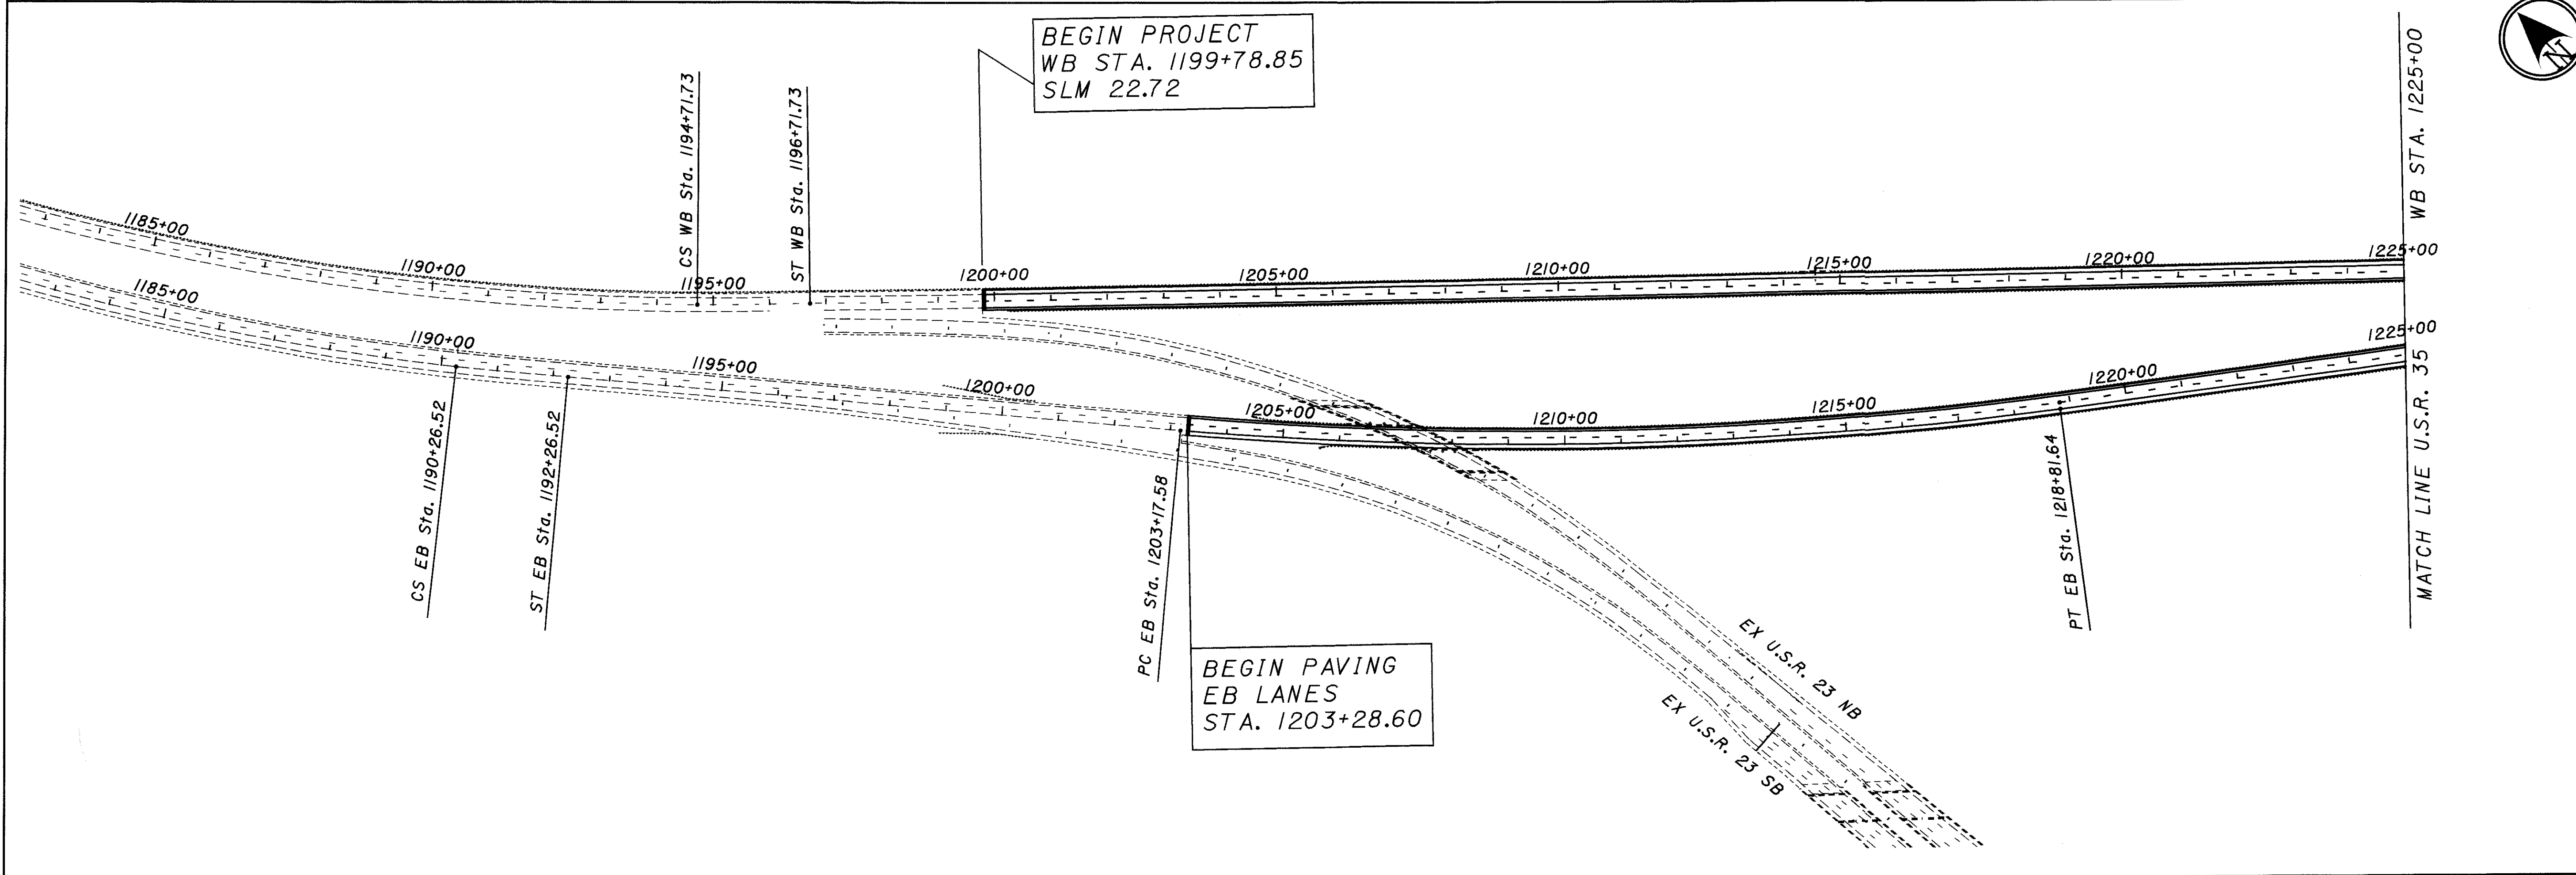 BEGIN PROJECT
WB STA. 1199+78.85
SLM 22.72
N
WB STA. 1225+00
CS WB Sta. 1194+71.73
ST WB Sta. 1196+71.73
1185+00
1190+00
1195+00
1200+00
1205+00
1210+00
1215+00
1220+00
1225+00
1185+00
1190+00
1195+00
1200+00
1205+00
1210+00
1215+00
1220+00
1225+00
CS EB Sta. 1190+26.52
ST EB Sta. 1192+26.52
PC EB Sta. 1203+17.58
PT EB Sta. 1218+81.64
MATCH LINE U.S.R. 35
BEGIN PAVING
EB LANES
STA. 1203+28.60
EX U.S.R. 23 NB
EX U.S.R. 23 SB